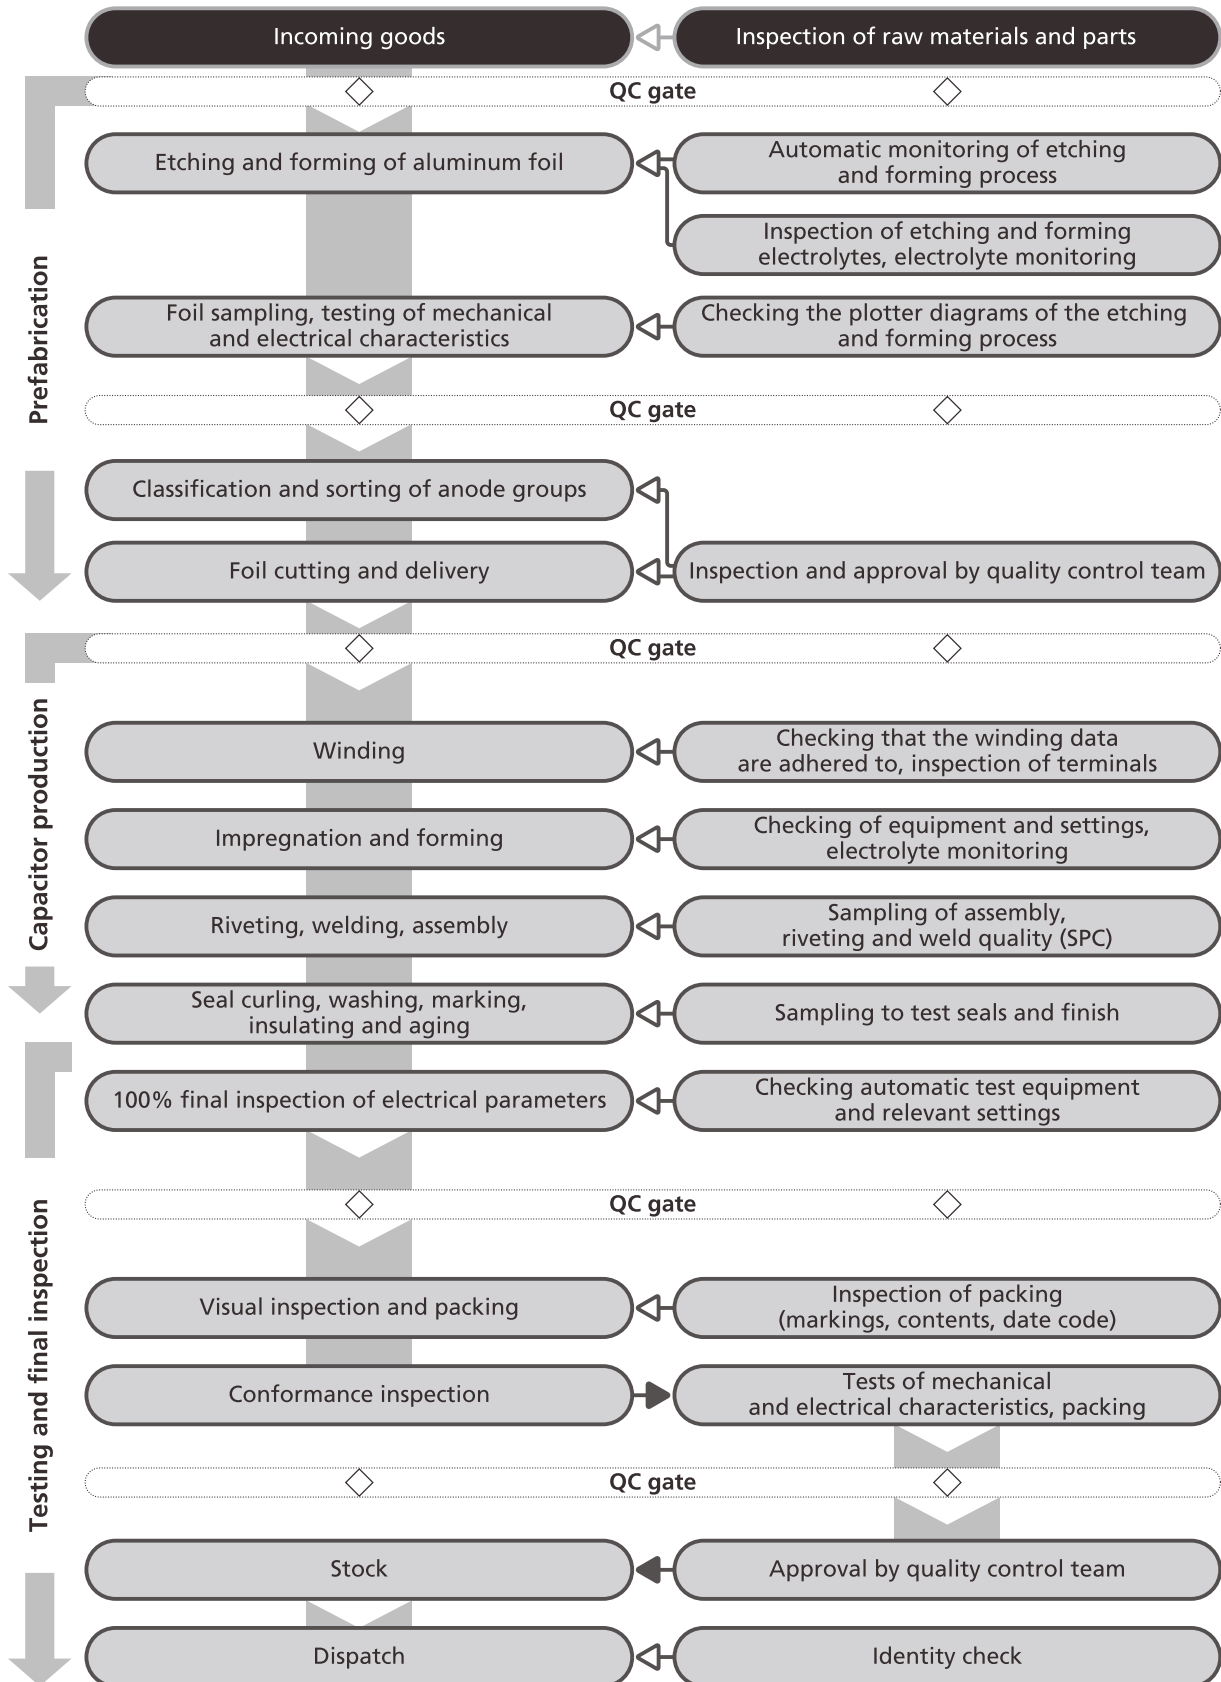 Incoming goods
Inspection of raw materials and parts
QC gate
Etching and forming of aluminum foil
Automatic monitoring of etching
and forming process
Inspection of etching and forming
electrolytes, electrolyte monitoring
Prefabrication
Foil sampling, testing of mechanical
and electrical characteristics
Checking the plotter diagrams of the etching
and forming process
QC gate
Classification and sorting of anode groups
Foil cutting and delivery
Inspection and approval by quality control team
QC gate
Capacitor production
Winding
Checking that the winding data
are adhered to, inspection of terminals
Impregnation and forming
Checking of equipment and settings,
electrolyte monitoring
Riveting, welding, assembly
Sampling of assembly,
riveting and weld quality (SPC)
Seal curling, washing, marking,
insulating and aging
Sampling to test seals and finish
100% final inspection of electrical parameters
Checking automatic test equipment
and relevant settings
QC gate
Testing and final inspection
Visual inspection and packing
Inspection of packing
(markings, contents, date code)
Conformance inspection
Tests of mechanical
and electrical characteristics, packing
QC gate
Stock
Approval by quality control team
Dispatch
Identity check